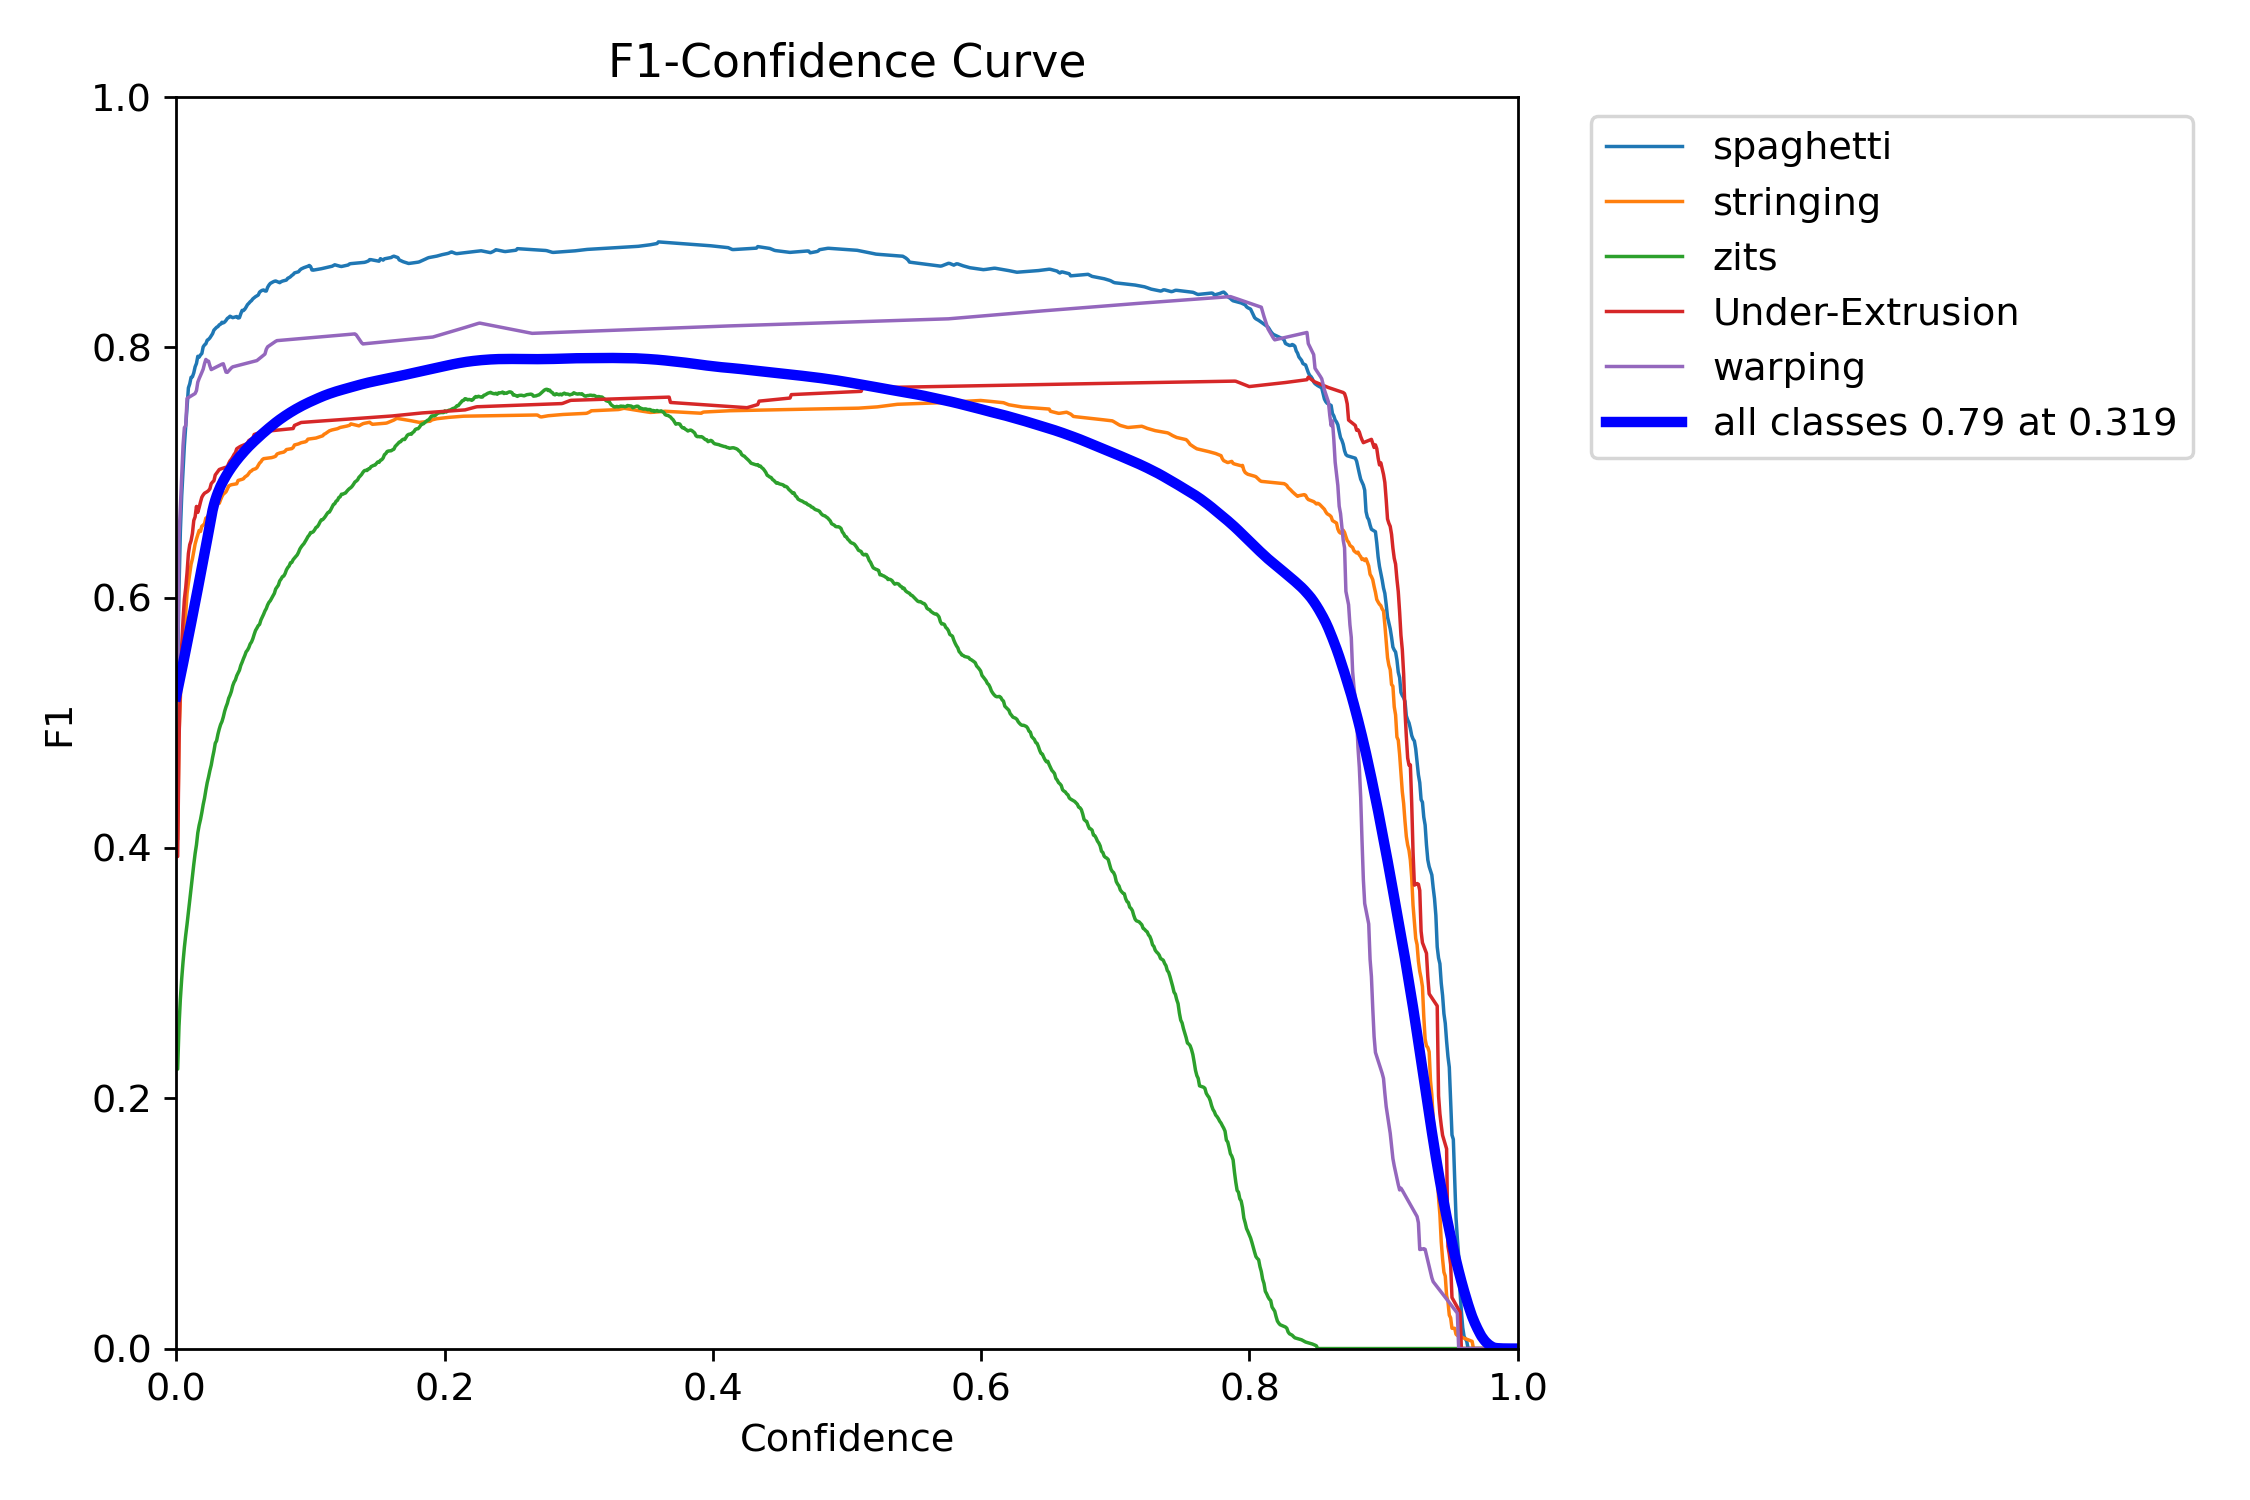 F1-Confidence Curve
1.0
0.8
0.6
0.4
0.2
0.0
F1
0.0 0.2 0.4 0.6 0.8 1.0
Confidence
spaghetti
stringing
zits
Under-Extrusion
warping
all classes 0.79 at 0.319